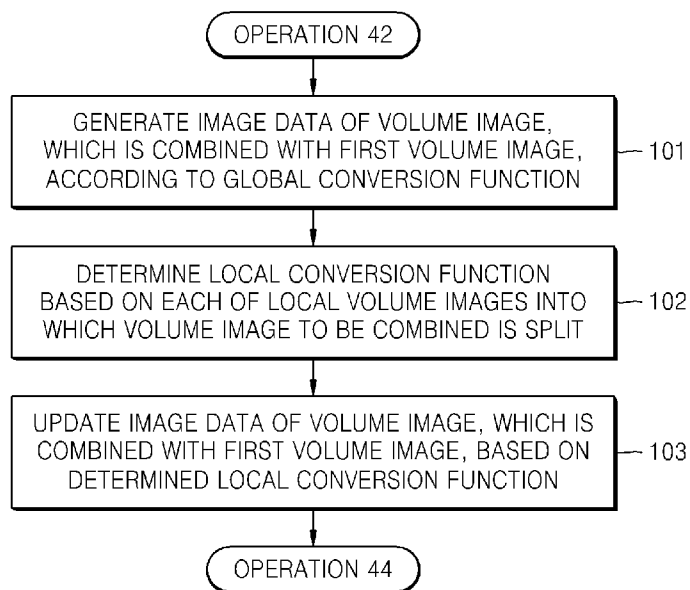 OPERATION 42
GENERATE IMAGE DATA OF VOLUME IMAGE,
WHICH IS COMBINED WITH FIRST VOLUME IMAGE,
ACCORDING TO GLOBAL CONVERSION FUNCTION
101
DETERMINE LOCAL CONVERSION FUNCTION
BASED ON EACH OF LOCAL VOLUME IMAGES INTO
WHICH VOLUME IMAGE TO BE COMBINED IS SPLIT
102
UPDATE IMAGE DATA OF VOLUME IMAGE, WHICH IS
COMBINED WITH FIRST VOLUME IMAGE, BASED ON
DETERMINED LOCAL CONVERSION FUNCTION
103
OPERATION 44